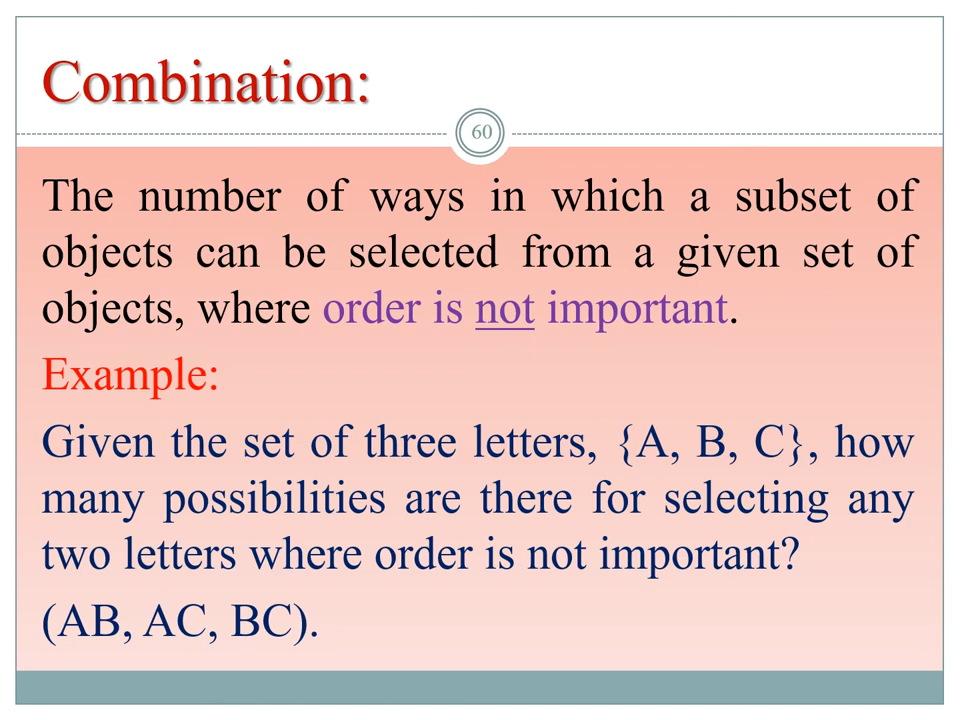 Combination:
60
The number of ways in which a subset of
objects can be selected from a given set of
objects, where order is not important.
Example:
Given the set of three letters, {A, B, C}, how
many possibilities are there for selecting any
two letters where order is not important?
(AB, AC, BC).